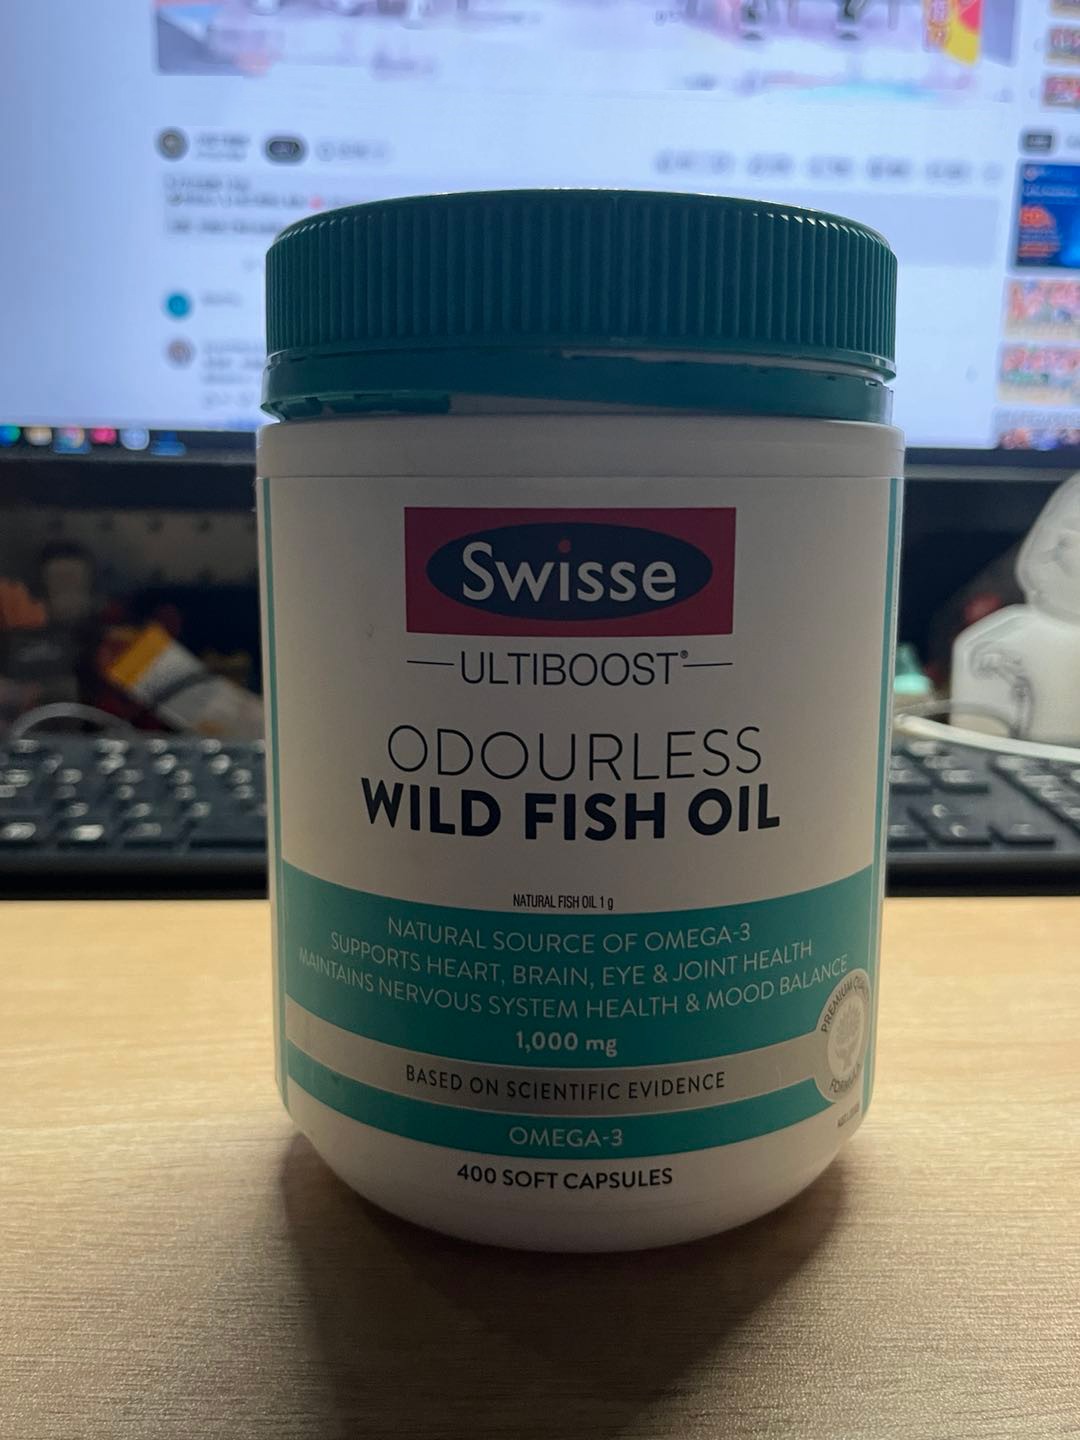 Swisse
ULTIBOOST®
ODOURLESS
WILD FISH OIL
NATURAL FISH OIL 1 g
NATURAL SOURCE OF OMEGA-3
SUPPORTS HEART, BRAIN, EYE & JOINT HEALTH
MAINTAINS NERVOUS SYSTEM HEALTH & MOOD BALANCE
1,000 mg
PREMIUM
BASED ON SCIENTIFIC EVIDENCE
OMEGA-3
400 SOFT CAPSULES